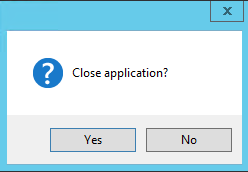 Close application?
Yes
No